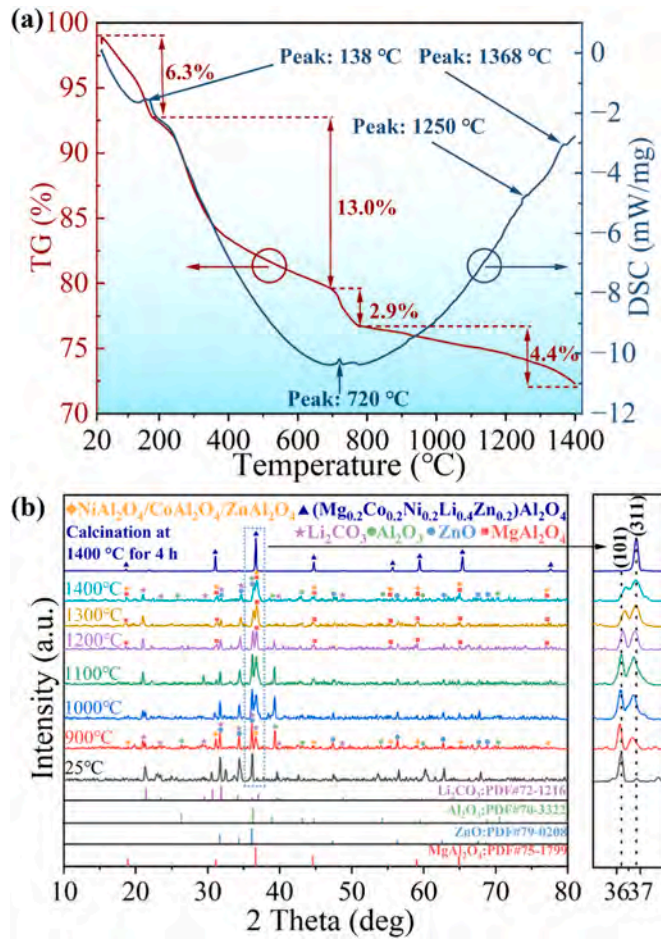 (a)
100
95
90
85
80
75
70
TG (%)
6.3%
Peak: 138 °C
Peak: 1368 °C
Peak: 1250 °C
13.0%
2.9%
4.4%
Peak: 720 °C
0
−2
−4
−6
−8
−10
−12
DSC (mW/mg)
20 200 400 600 800 1000 1200 1400
Temperature (°C)
(b)
◆NiAl₂O₄/CoAl₂O₄/ZnAl₂O₄ ▲(Mg₀.₂Co₀.₂Ni₀.₂Li₀.₄Zn₀.₂)Al₂O₄
Calcination at
1400 °C for 4 h
★Li₂CO₃ ●Al₂O₃ ●ZnO ■MgAl₂O₄
1400°C
1300°C
1200°C
1100°C
1000°C
900°C
25°C
Li₂CO₃:PDF#72-1216
Al₂O₃:PDF#70-3322
ZnO:PDF#79-0208
MgAl₂O₄:PDF#75-1799
Intensity (a.u.)
10 20 30 40 50 60 70 80
2 Theta (deg)
(101)
(311)
3637